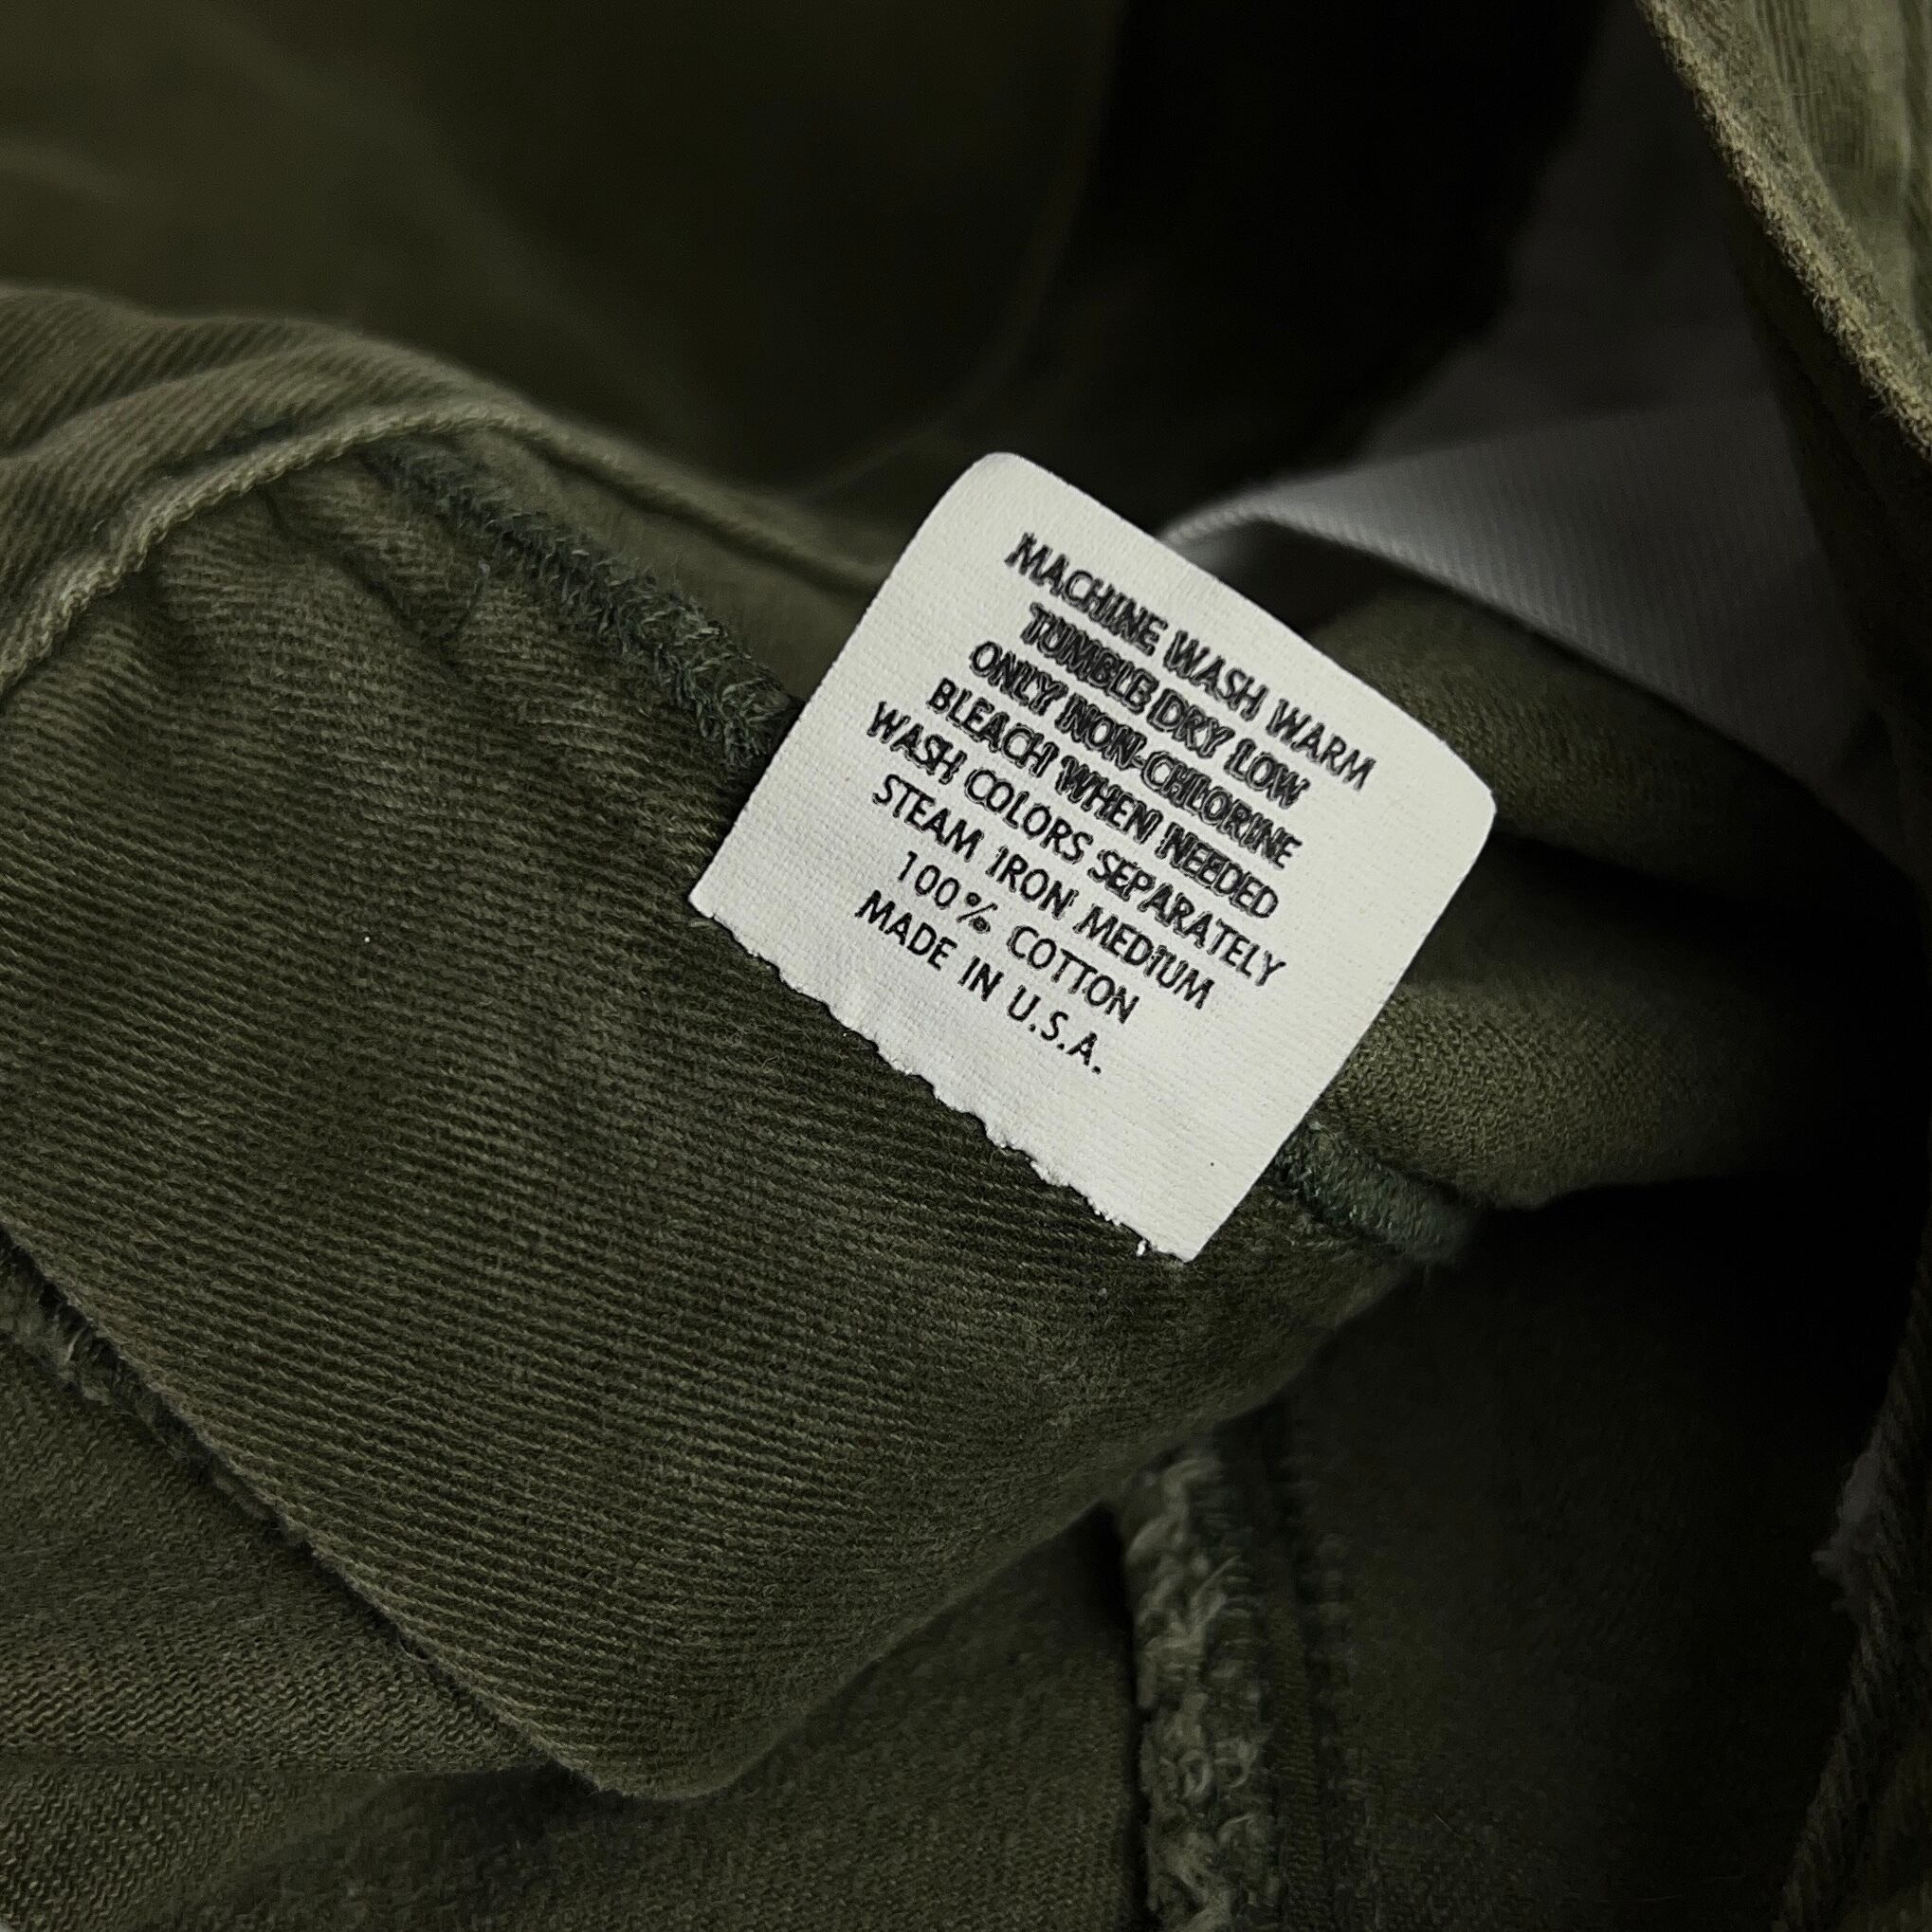 MACHINE WASH WARM
TUMBLE DRY LOW
ONLY NON-CHLORINE
BLEACH WHEN NEEDED
WASH COLORS SEPARATELY
STEAM IRON MEDIUM
100% COTTON
MADE IN U.S.A.